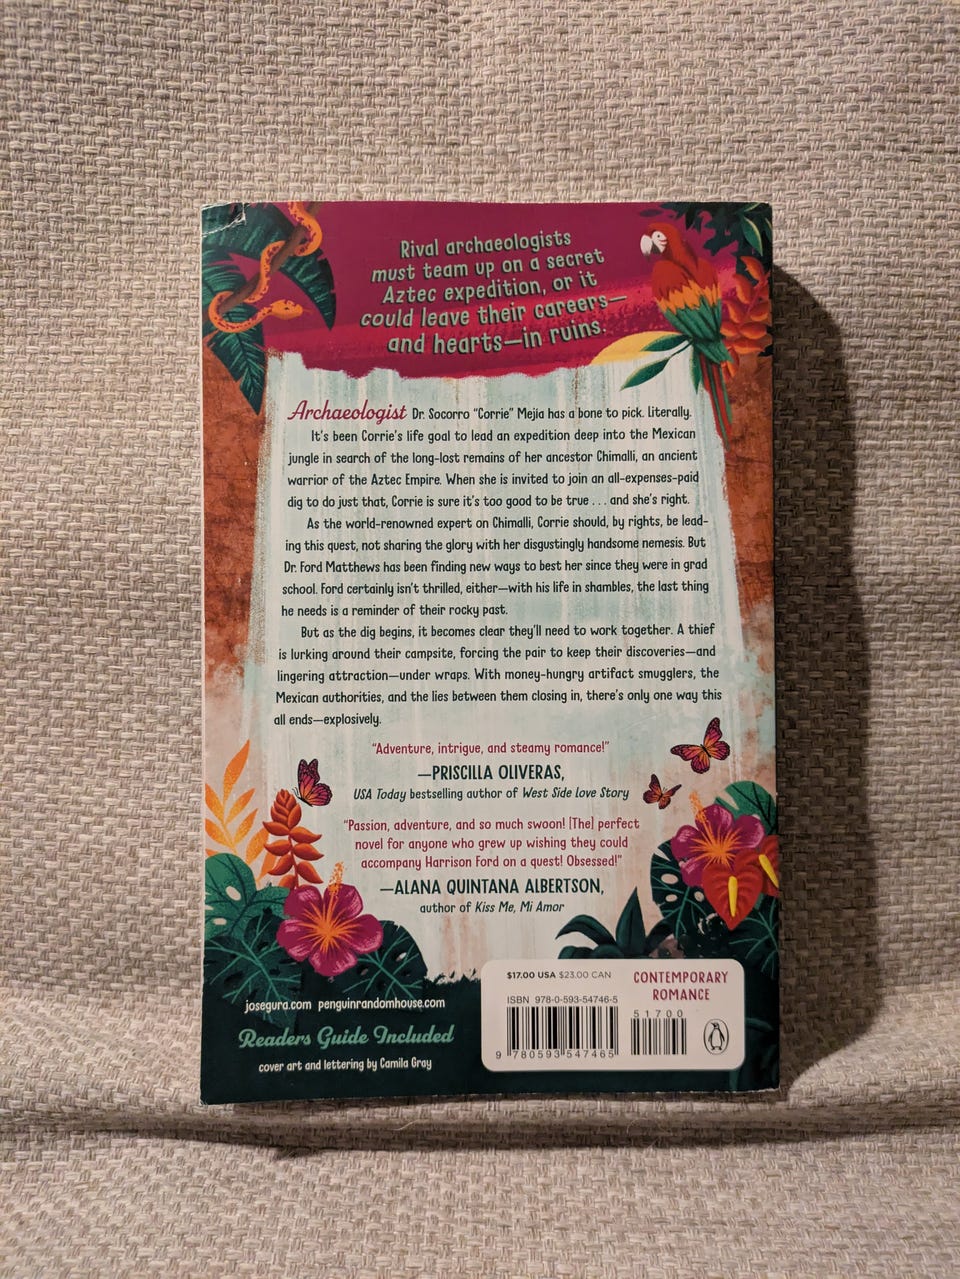 Rival archaeologists
must team up on a secret
Aztec expedition, or it
could leave their careers—
and hearts—in ruins.
Archaeologist Dr. Socorro “Corrie” Mejia has a bone to pick. Literally.
It’s been Corrie’s life goal to lead an expedition deep into the Mexican
jungle in search of the long-lost remains of her ancestor Chimalli, an ancient
warrior of the Aztec Empire. When she is invited to join an all-expenses-paid
dig to do just that, Corrie is sure it’s too good to be true . . . and she’s right.
As the world-renowned expert on Chimalli, Corrie should, by rights, be lead-
ing this quest, not sharing the glory with her disgustingly handsome nemesis. But
Dr. Ford Matthews has been finding new ways to best her since they were in grad
school. Ford certainly isn’t thrilled, either—with his life in shambles, the last thing
he needs is a reminder of their rocky past.
But as the dig begins, it becomes clear they’ll need to work together. A thief
is lurking around their campsite, forcing the pair to keep their discoveries—and
lingering attraction—under wraps. With money-hungry artifact smugglers, the
Mexican authorities, and the lies between them closing in, there’s only one way this
all ends—explosively.
“Adventure, intrigue, and steamy romance!”
—PRISCILLA OLIVERAS,
USA Today bestselling author of West Side Love Story
“Passion, adventure, and so much swoon! [The] perfect
novel for anyone who grew up wishing they could
accompany Harrison Ford on a quest! Obsessed!”
—ALANA QUINTANA ALBERTSON,
author of Kiss Me, Mi Amor
josegura.com penguinrandomhouse.com
Readers Guide Included
cover art and lettering by Camila Gray
$17.00 USA $23.00 CAN
ISBN 978-0-593-54746-5
51700
9 780593 547465
CONTEMPORARY
ROMANCE